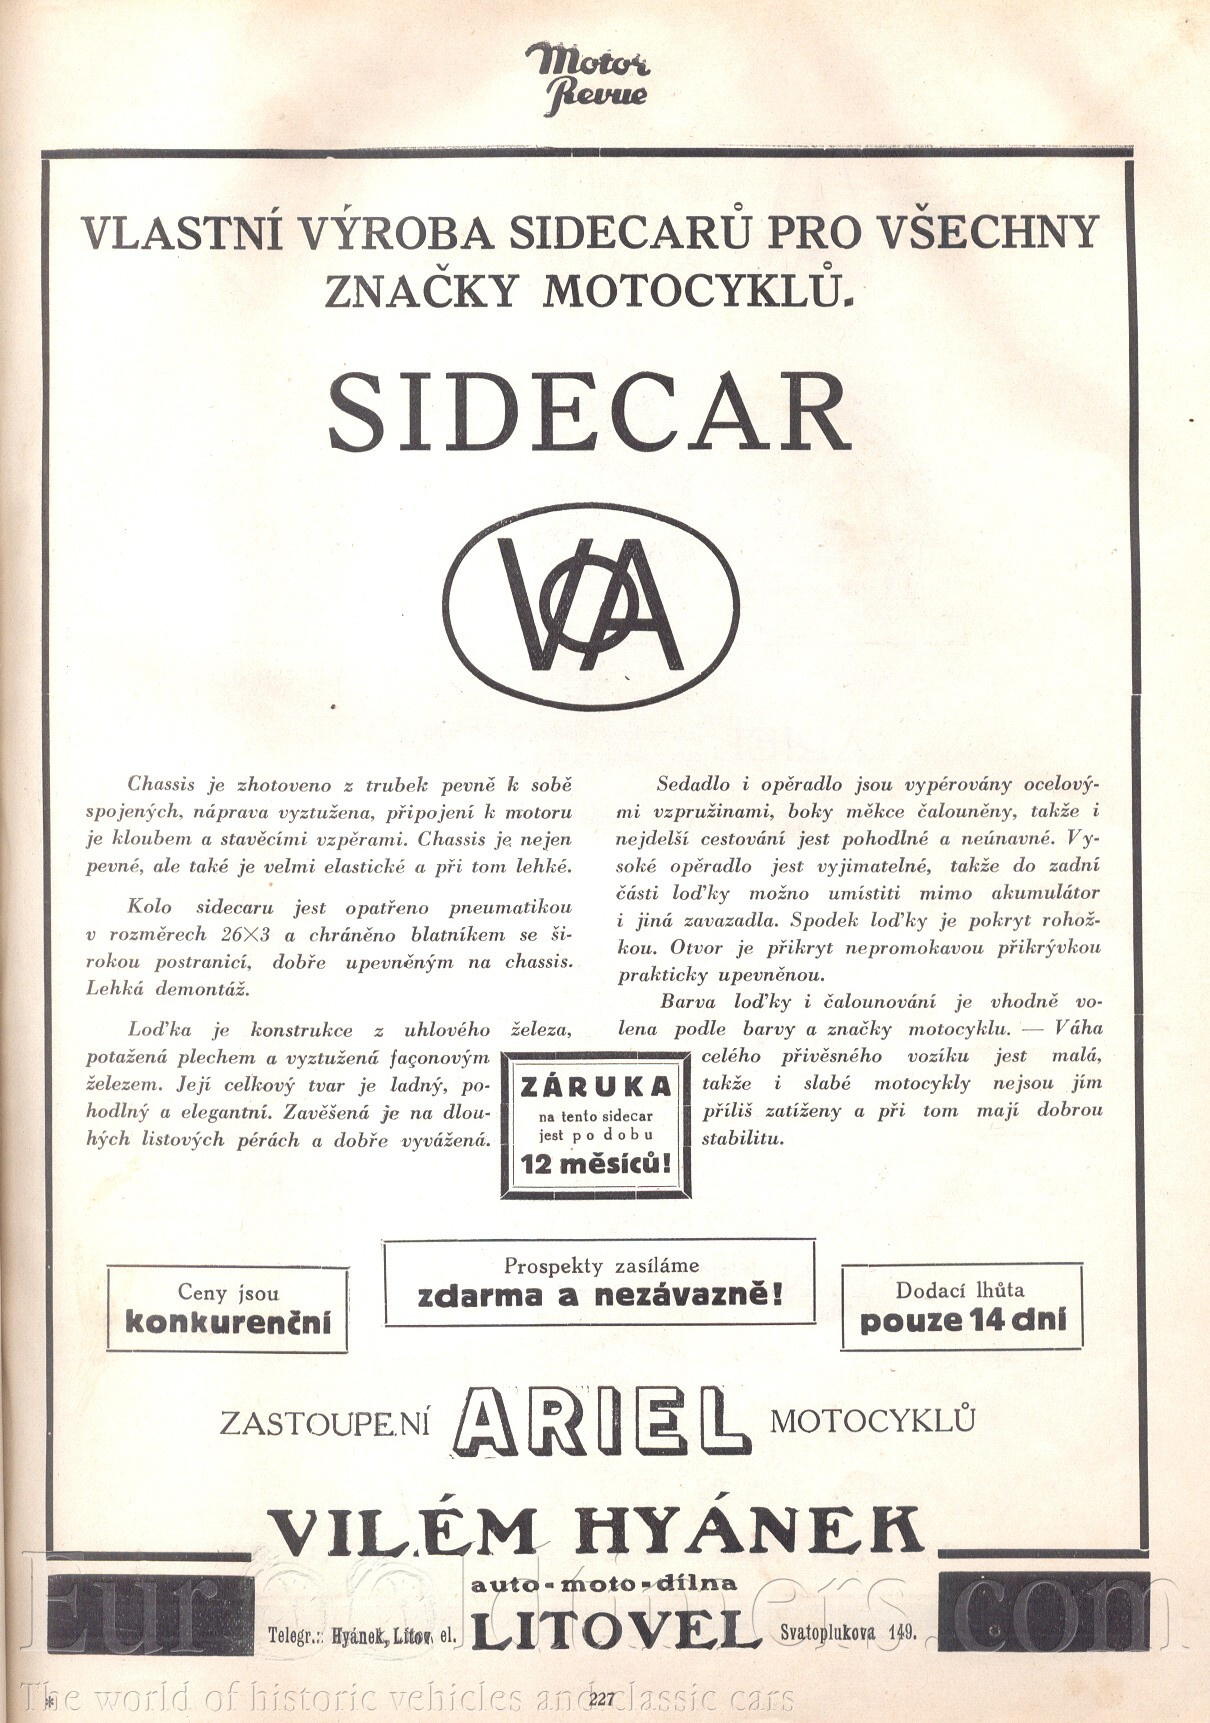 Motor
Revue
VLASTNÍ VÝROBA SIDECARŮ PRO VŠECHNY
ZNAČKY MOTOCYKLŮ.
SIDECAR
VOA
Chassis je zhotoveno z trubek pevně k sobě
spojených, náprava vyztužena, připojení k motoru
je kloubem a stavěcími vzpěrami. Chassis je nejen
pevné, ale také je velmi elastické a při tom lehké.
Kolo sidecaru jest opatřeno pneumatikou
v rozměrech 26×3 a chráněno blatníkem se ši-
rokou postranicí, dobře upevněným na chassis.
Lehká demontáž.
Loďka je konstrukce z uhlového železa,
potažená plechem a vyztužená façonovým
železem. Její celkový tvar je ladný, po-
hodlný a elegantní. Zavěšená je na dlou-
hých listových pérách a dobře vyvážená.
Sedadlo i opěradlo jsou vypérovány ocelový-
mi vzpružinami, boky měkce čalouněny, takže i
nejdelší cestování jest pohodlné a neúnavné. Vy-
soké opěradlo jest vyjimatelné, takže do zadní
části loďky možno umístiti mimo akumulátor
i jiná zavazadla. Spodek loďky je pokryt rohož-
kou. Otvor je přikryt nepromokavou přikrývkou
prakticky upevněnou.
Barva loďky i čalounování je vhodně vo-
lena podle barvy a značky motocyklu. — Váha
celého přivěsného vozíku jest malá,
takže i slabé motocykly nejsou jím
příliš zatíženy a při tom mají dobrou
stabilitu.
ZÁRUKA
na tento sidecar
jest po dobu
12 měsíců!
Ceny jsou
konkurenční
Prospekty zasíláme
zdarma a nezávazně!
Dodací lhůta
pouze 14 dní
ZASTOUPENÍ ARIEL MOTOCYKLŮ
VILÉM HYÁNEK
auto-moto-dílna
Telegr.: Hyánek, Litovel. LITOVEL Svatoplukova 149.
Eurooldtimers.com
The world of historic vehicles and classic cars
* 227